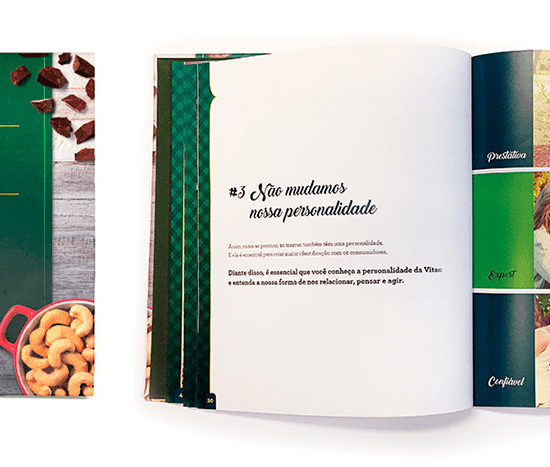 #3 Não mudamos
nossa personalidade
Assim como as pessoas, as marcas também têm uma personalidade.
E ela é essencial para criar maior identificação com os consumidores.
Diante disso, é essencial que você conheça a personalidade da Vitao
e entenda a nossa forma de nos relacionar, pensar e agir.
20
Prestativa
Expert
Confiável